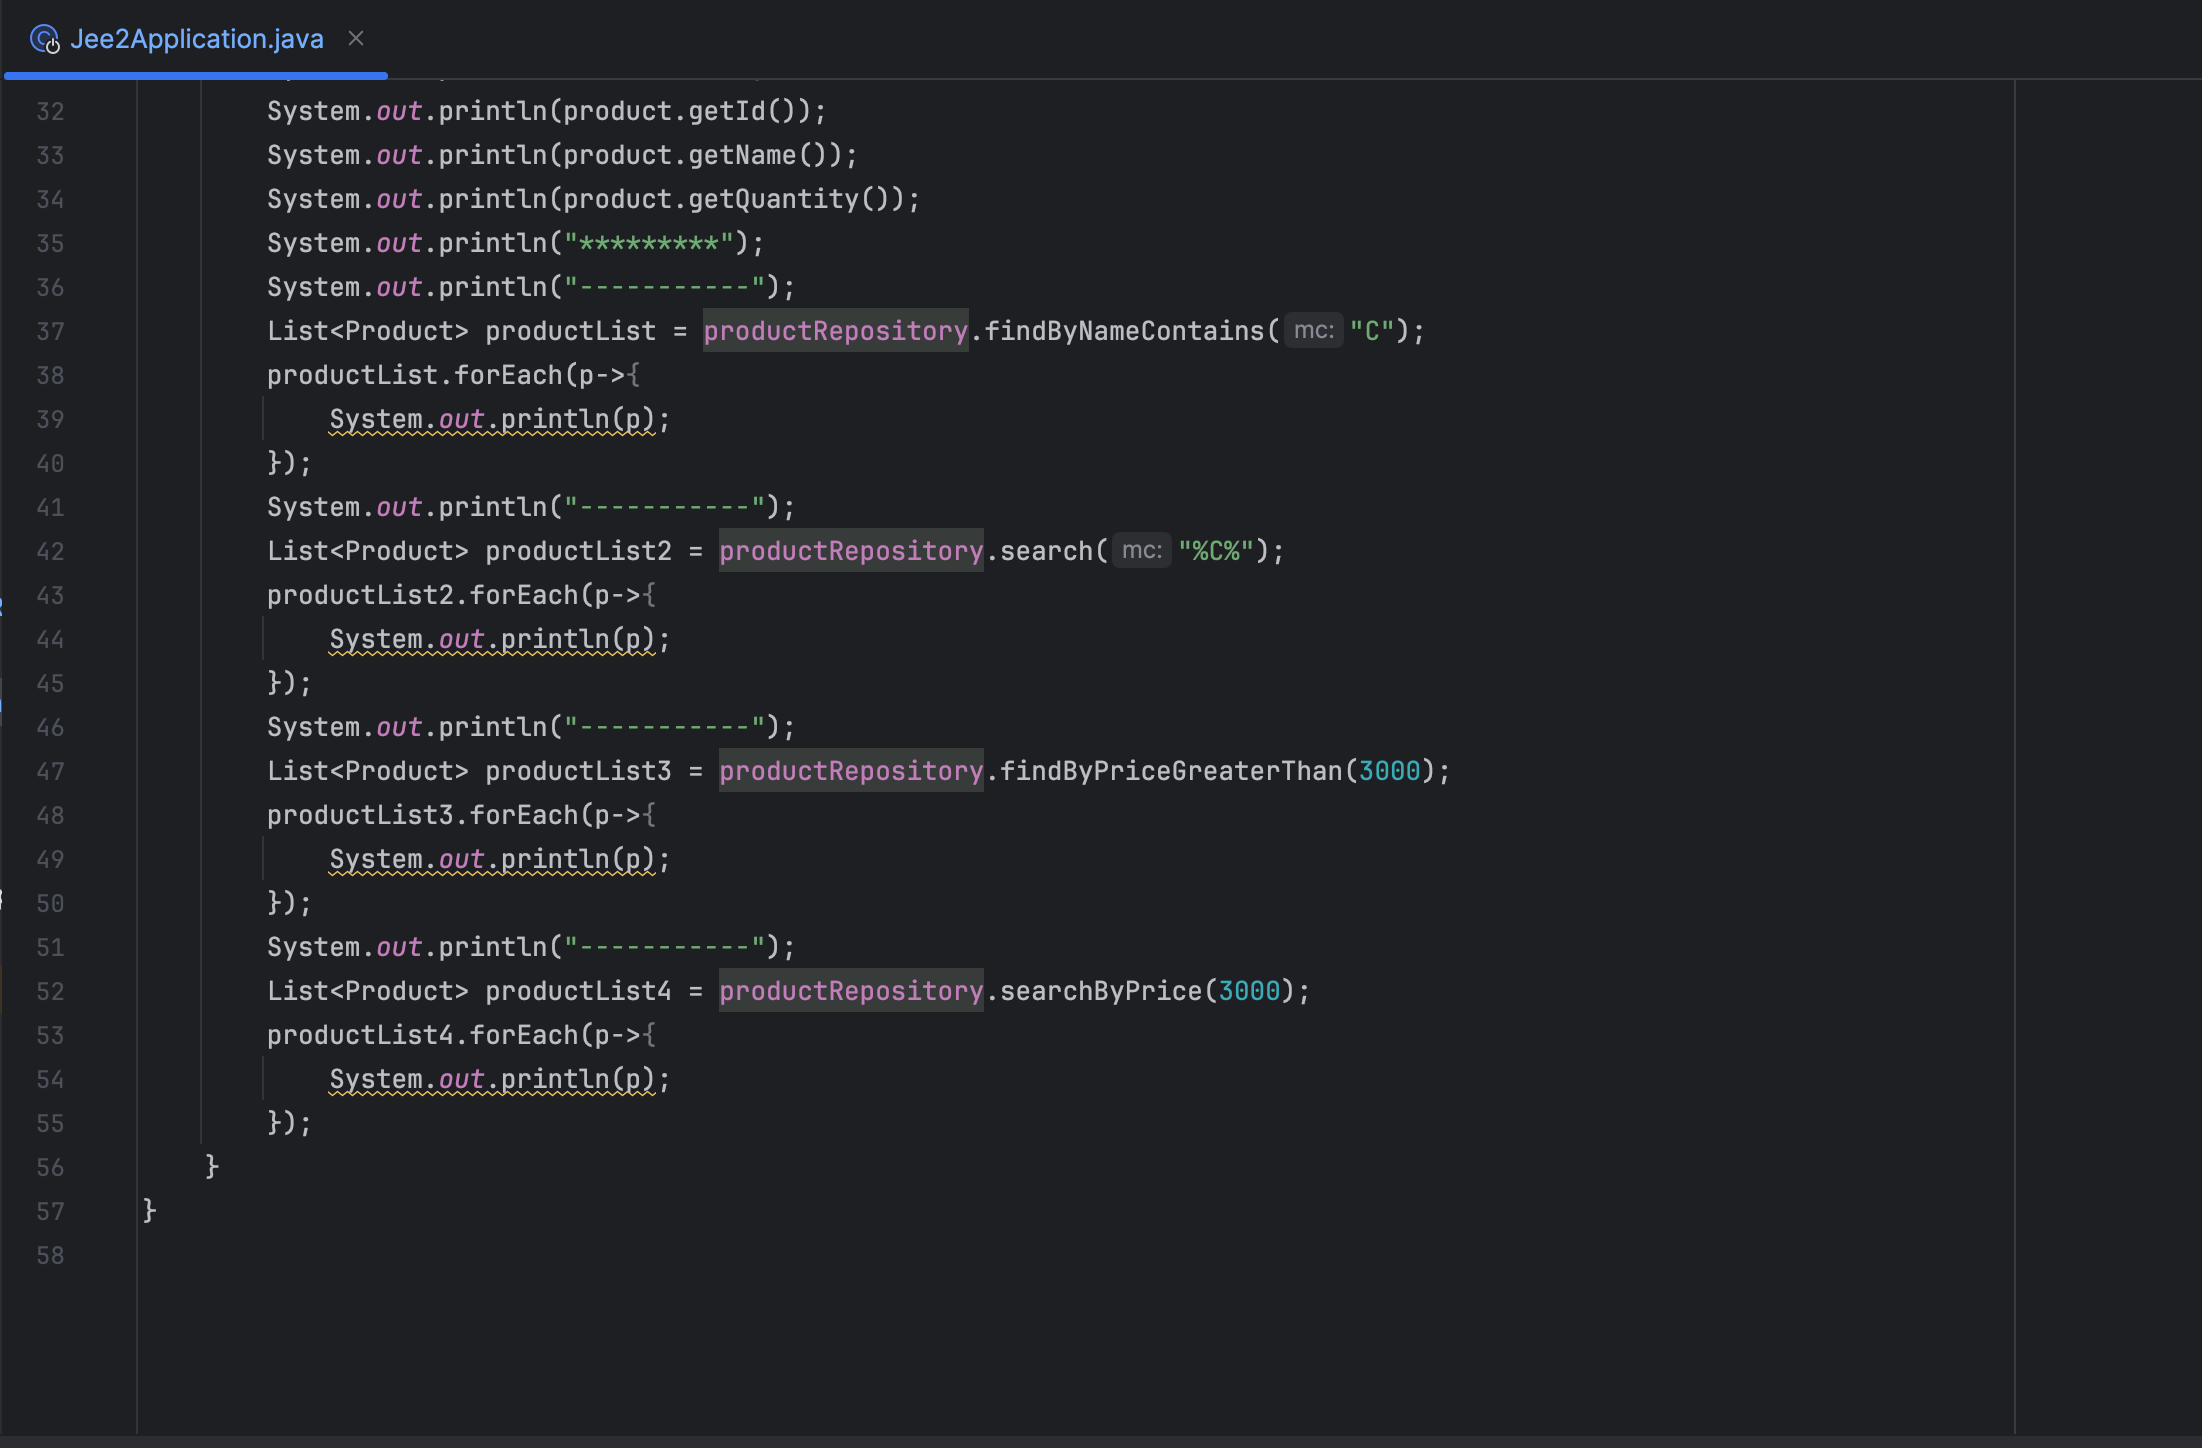 Jee2Application.java
32 System.out.println(product.getId());
33 System.out.println(product.getName());
34 System.out.println(product.getQuantity());
35 System.out.println("*********");
36 System.out.println("-----------");
37 List<Product> productList = productRepository.findByNameContains( mc: "C");
38 productList.forEach(p->{
39 System.out.println(p);
40 });
41 System.out.println("-----------");
42 List<Product> productList2 = productRepository.search( mc: "%C%");
43 productList2.forEach(p->{
44 System.out.println(p);
45 });
46 System.out.println("-----------");
47 List<Product> productList3 = productRepository.findByPriceGreaterThan(3000);
48 productList3.forEach(p->{
49 System.out.println(p);
50 });
51 System.out.println("-----------");
52 List<Product> productList4 = productRepository.searchByPrice(3000);
53 productList4.forEach(p->{
54 System.out.println(p);
55 });
56 }
57 }
58